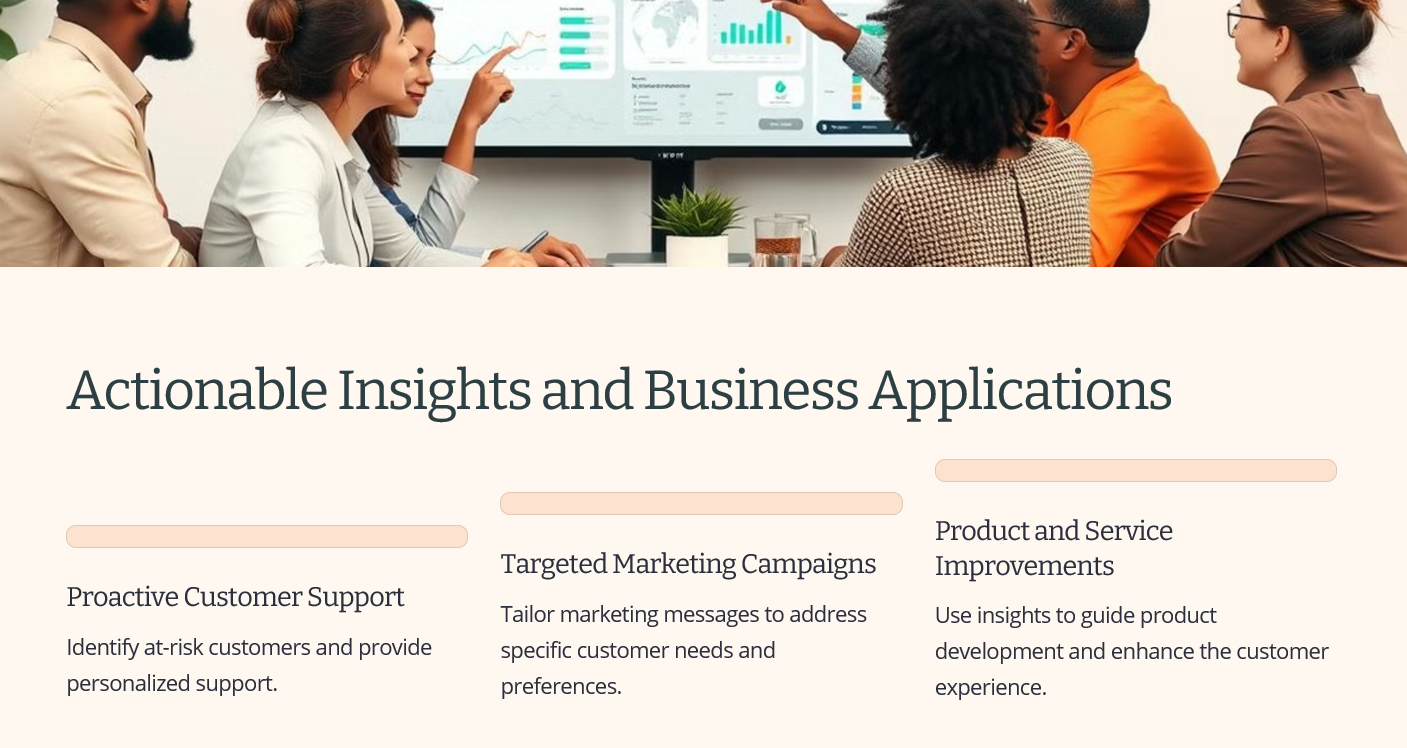 Actionable Insights and Business Applications
Proactive Customer Support
Identify at-risk customers and provide
personalized support.
Targeted Marketing Campaigns
Tailor marketing messages to address
specific customer needs and
preferences.
Product and Service
Improvements
Use insights to guide product
development and enhance the customer
experience.